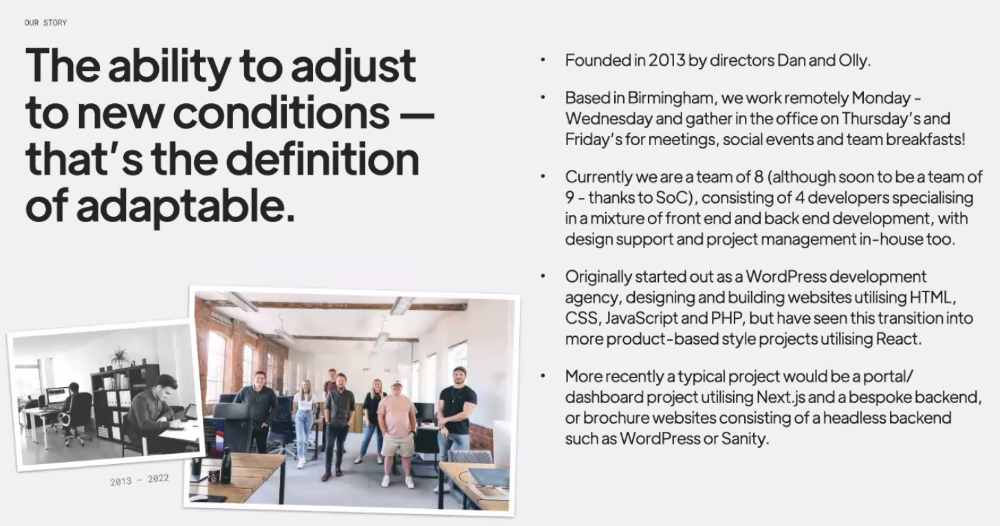 OUR STORY
The ability to adjust
to new conditions —
that's the definition
of adaptable.
2013 — 2022
• Founded in 2013 by directors Dan and Olly.
• Based in Birmingham, we work remotely Monday -
Wednesday and gather in the office on Thursday's and
Friday's for meetings, social events and team breakfasts!
• Currently we are a team of 8 (although soon to be a team of
9 - thanks to SoC), consisting of 4 developers specialising
in a mixture of front end and back end development, with
design support and project management in-house too.
• Originally started out as a WordPress development
agency, designing and building websites utilising HTML,
CSS, JavaScript and PHP, but have seen this transition into
more product-based style projects utilising React.
• More recently a typical project would be a portal/
dashboard project utilising Next.js and a bespoke backend,
or brochure websites consisting of a headless backend
such as WordPress or Sanity.